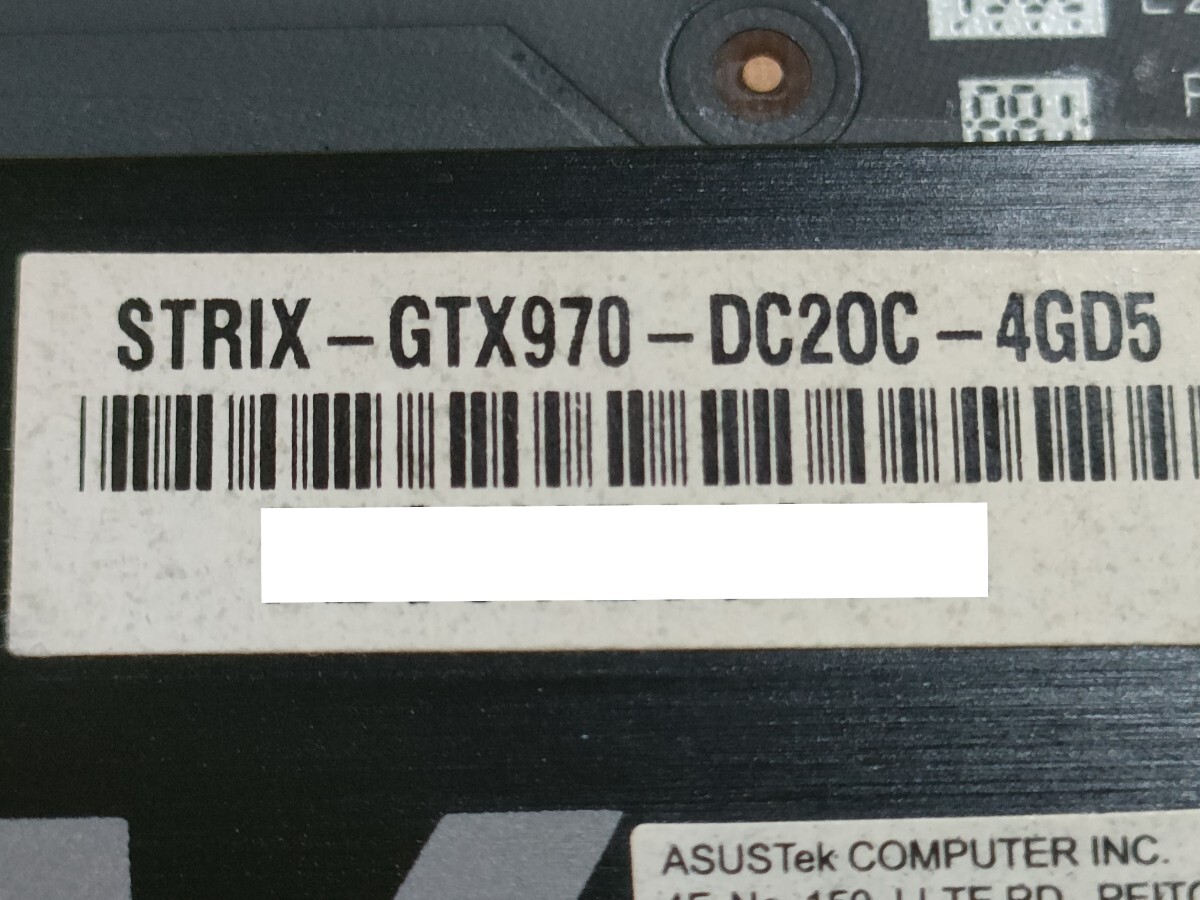 STRIX-GTX970-DC2OC-4GD5
ASUSTek COMPUTER INC.